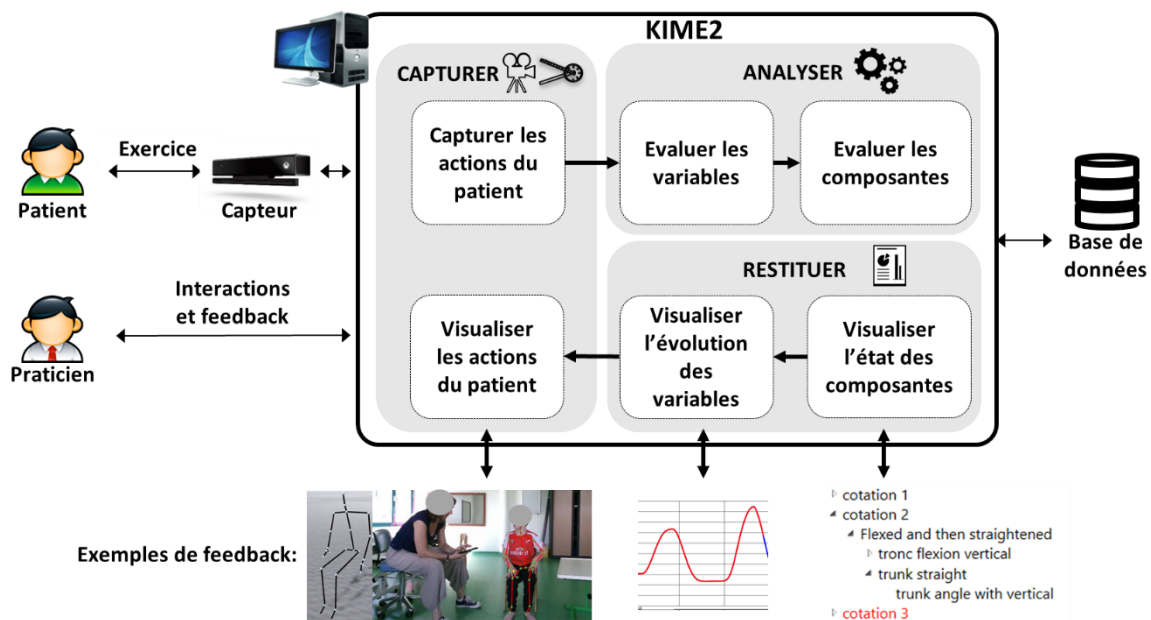 KIME2
CAPTURER
ANALYSER
Capturer les
actions du
patient
Evaluer les
variables
Evaluer les
composantes
Exercice
Patient
Capteur
Base de
données
RESTITUER
Interactions
et feedback
Praticien
Visualiser
les actions
du patient
Visualiser
l'évolution
des
variables
Visualiser
l'état des
composantes
Exemples de feedback:
cotation 1
cotation 2
Flexed and then straightened
tronc flexion vertical
trunk straight
trunk angle with vertical
cotation 3